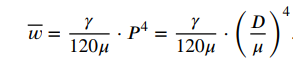 w̅ = γ/120μ · P⁴ = γ/120μ · (D/μ)⁴.